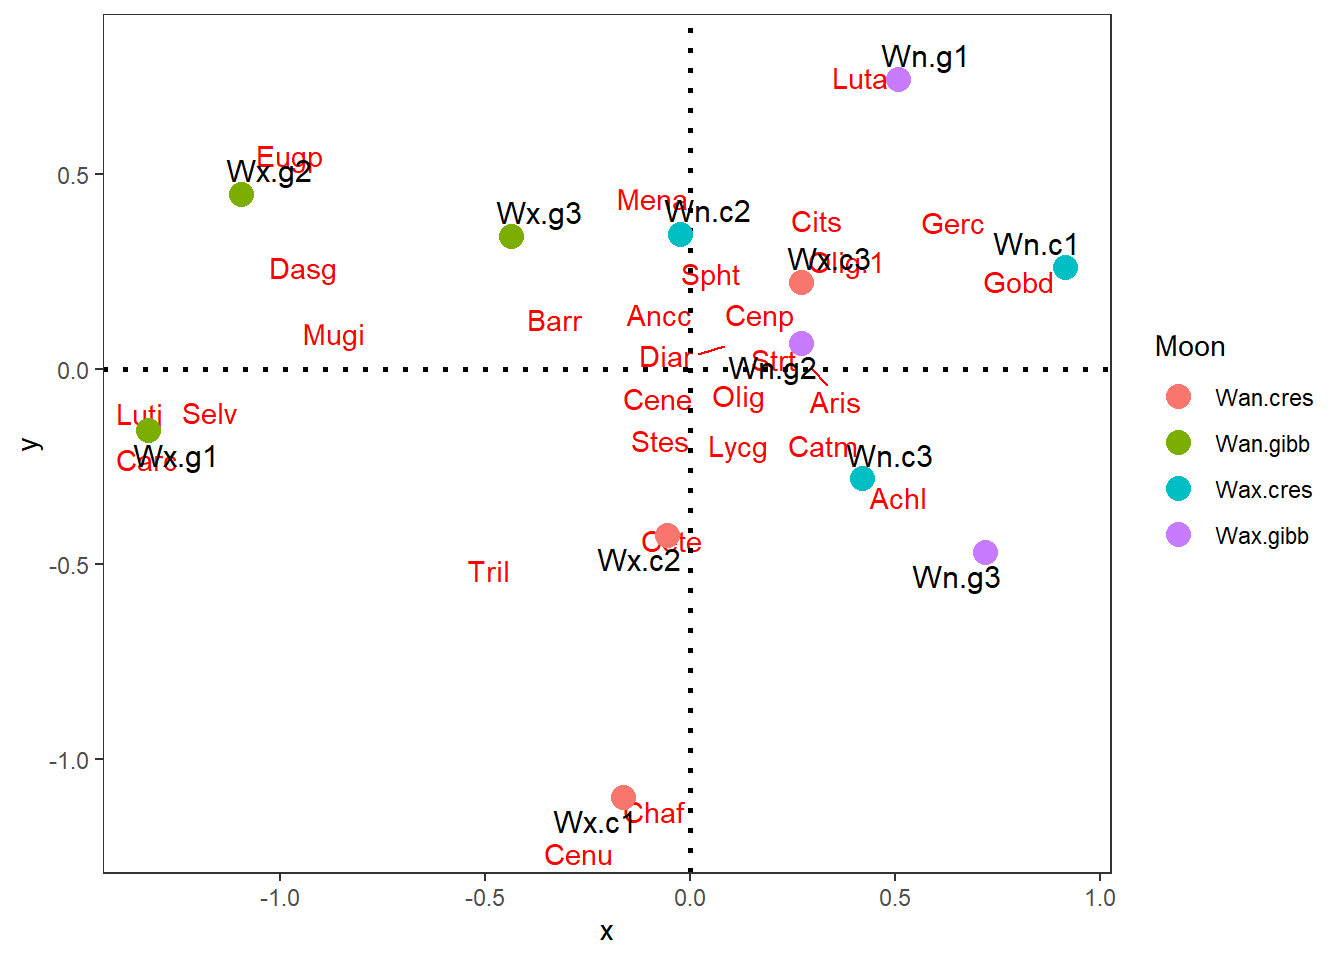 Wn.g1
Luta
Eugp
Wx.g2
0.5
Mena
Wn.c2
Wx.g3
Cits
Gerc
Wn.c1
Wx.c3
Olig.1
Dasg
Spht
Gobd
Mugi
Barr
Ancc
Cenp
Moon
Diar
Strt
0.0
Wn.g2
Wan.cres
Cene
Olig
Aris
Luti
Selv
Wan.gibb
y
Stes
Lycg
Catm
Wn.c3
Carc
Wx.g1
Wax.cres
Achl
Wax.gibb
Wx.c2
-0.5
Tril
Wn.g3
-1.0
Chaf
Wx.c1
Cenu
-1.0
-0.5
0.0
0.5
1.0
x